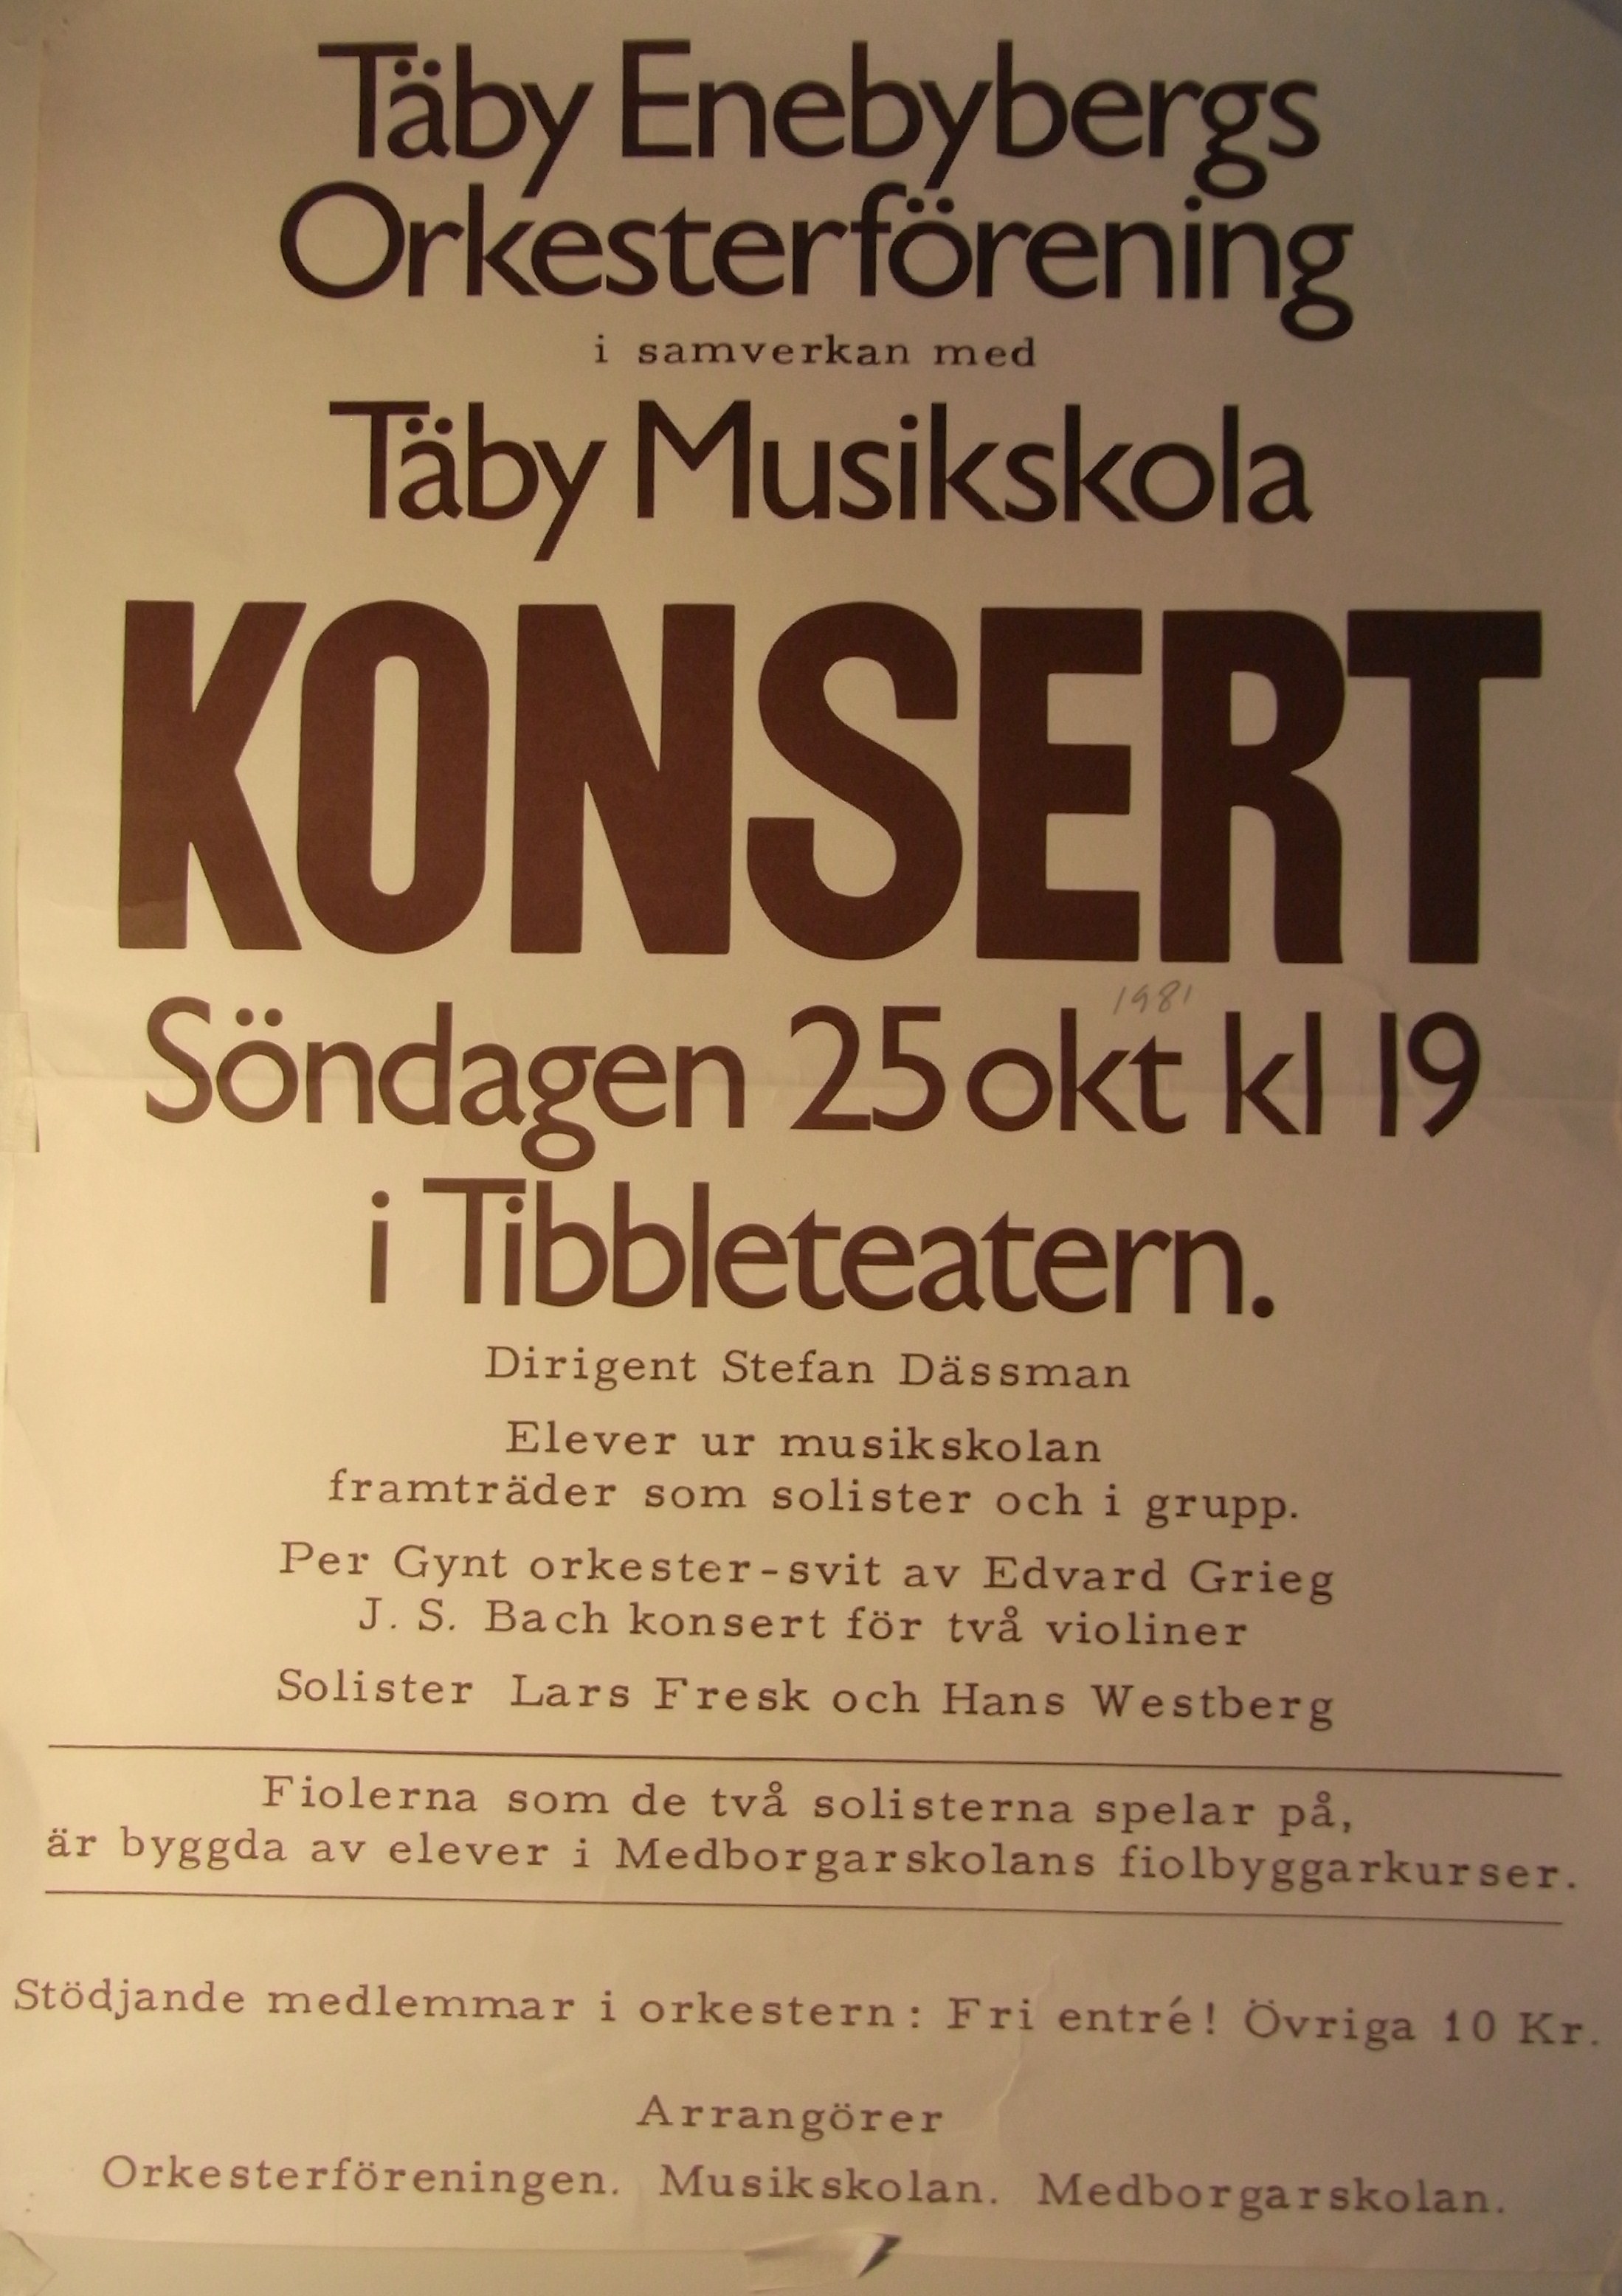 Täby Enebybergs
Orkesterförening
i samverkan med
Täby Musikskola
KONSERT
1981
Söndagen 25 okt kl 19
i Tibbleteatern.
Dirigent Stefan Dässman
Elever ur musikskolan
framträder som solister och i grupp.
Per Gynt orkester-svit av Edvard Grieg
J. S. Bach konsert för två violiner
Solister Lars Fresk och Hans Westberg
Fiolerna som de två solisterna spelar på,
är byggda av elever i Medborgarskolans fiolbyggarkurser.
Stödjande medlemmar i orkestern: Fri entré! Övriga 10 Kr.
Arrangörer
Orkesterföreningen. Musikskolan. Medborgarskolan.